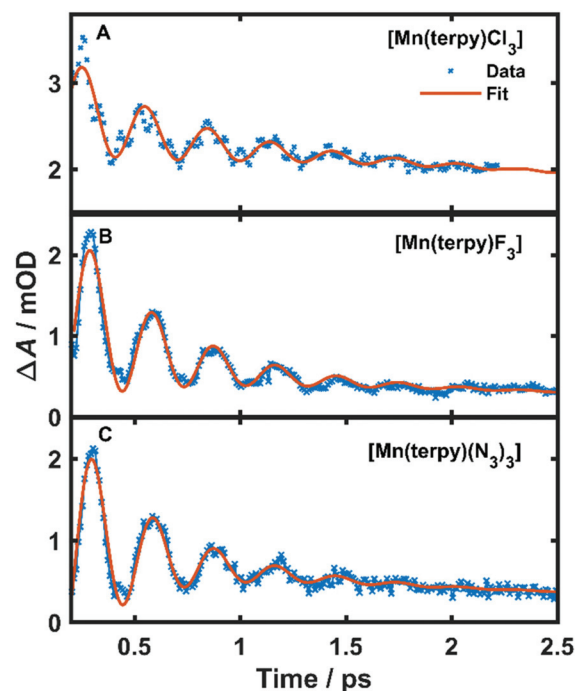 A
[Mn(terpy)Cl₃]
Data
Fit
3
2
B
[Mn(terpy)F₃]
2
1
0
ΔA / mOD
C
[Mn(terpy)(N₃)₃]
2
1
0
0.5 1 1.5 2 2.5
Time / ps